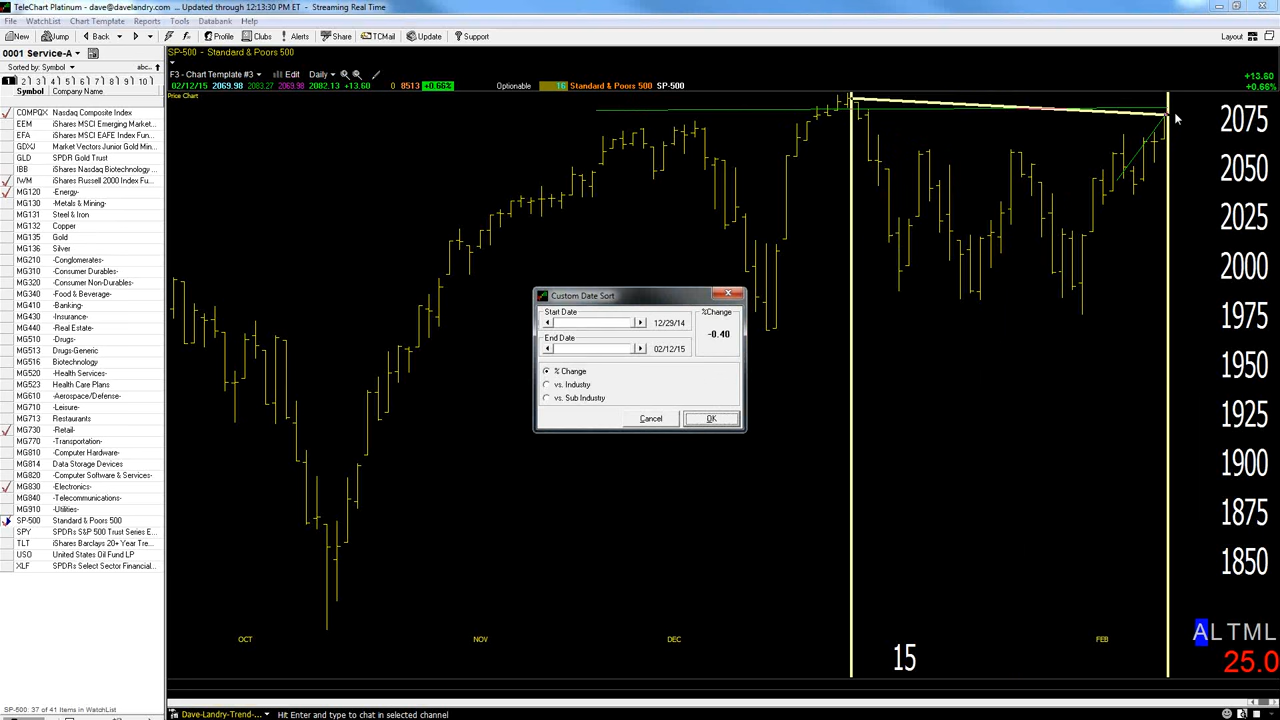 TeleChart Platinum - dave@davelandry.com - Updated through 12:13:30 PM ET - Streaming Real Time
File WatchList Chart Template Reports Tools Databank Help
New Jump Back Profile Clubs Alerts Share TCMail Update Support Layout
0001 Service-A
SP-500 - Standard & Poors 500
Sorted by: Symbol abc...
F3 - Chart Template #3 Edit Daily
+13.60
1 2 3 4 5 6 7 8 9 10
02/12/15 2069.98 2083.27 2069.98 2082.13 +13.60 0 8513 +0.66% Optionable 16 Standard & Poors 500 SP-500
+0.66%
Symbol Company Name
Price Chart
COMPQX Nasdaq Composite Index
EEM iShares MSCI Emerging Market...
EFA iShares MSCI EAFE Index Fun...
GDXJ Market Vectors Junior Gold Min...
GLD SPDR Gold Trust
IBB iShares Nasdaq Biotechnology
IWM iShares Russell 2000 Index Fu...
MG120 -Energy-
MG130 -Metals & Mining-
MG131 Steel & Iron
MG132 Copper
MG135 Gold
MG136 Silver
MG210 -Conglomerates-
MG310 -Consumer Durables-
MG320 -Consumer Non-Durables-
MG340 -Food & Beverage-
MG410 -Banking-
MG430 -Insurance-
MG440 -Real Estate-
MG510 -Drugs-
MG513 Drugs-Generic
MG516 Biotechnology
MG520 -Health Services-
MG523 Health Care Plans
MG610 -Aerospace/Defense-
MG710 -Leisure-
MG713 Restaurants
MG730 -Retail-
MG770 -Transportation-
MG810 -Computer Hardware-
MG814 Data Storage Devices
MG820 -Computer Software & Services-
MG830 -Electronics-
MG840 -Telecommunications-
MG910 -Utilities-
SP-500 Standard & Poors 500
SPY SPDRs S&P 500 Trust Series E...
TLT iShares Barclays 20+ Year Tre...
USO United States Oil Fund LP
XLF SPDRs Select Sector Financial...
Custom Date Sort
Start Date
12/29/14
End Date
02/12/15
%Change
-0.40
% Change
vs. Industry
vs. Sub Industry
Cancel OK
2075
2050
2025
2000
1975
1950
1925
1900
1875
1850
OCT NOV DEC 15 FEB
ALTML
25.0
SP-500: 37 of 41 items in WatchList
Dave-Landry-Trend-... Hit Enter and type to chat in selected channel